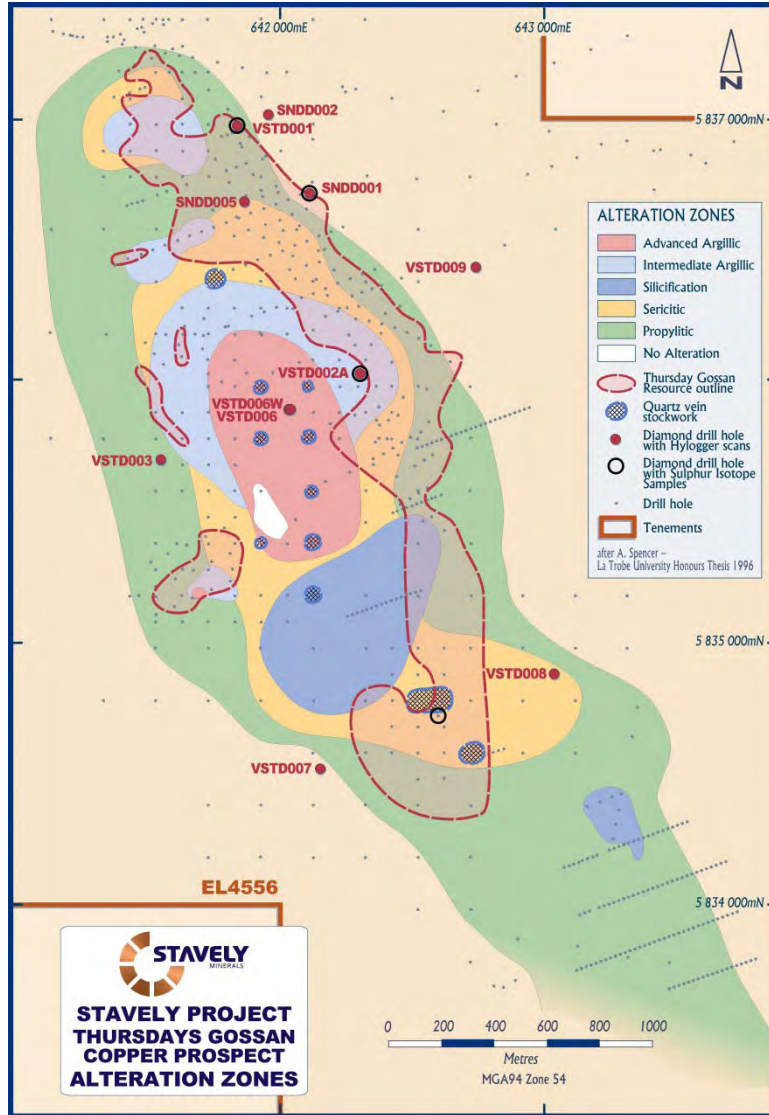 642 000mE
643 000mE
N
5 837 000mN
SNDD002
VSTD001
SNDD001
SNDD005
VSTD009
VSTD002A
VSTD006W
VSTD006
VSTD003
5 835 000mN
VSTD008
VSTD007
5 834 000mN
EL4556
ALTERATION ZONES
Advanced Argillic
Intermediate Argillic
Silicification
Sericitic
Propylitic
No Alteration
Thursday Gossan
Resource outline
Quartz vein
stockwork
Diamond drill hole
with Hylogger scans
Diamond drill hole
with Sulphur Isotope
Samples
Drill hole
Tenements
after A. Spencer –
La Trobe University Honours Thesis 1996
STAVELY
MINERALS
STAVELY PROJECT
THURSDAYS GOSSAN
COPPER PROSPECT
ALTERATION ZONES
0 200 400 600 800 1000
Metres
MGA94 Zone 54